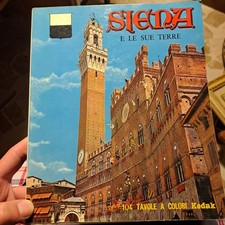 SIENA
E LE SUE TERRE
104 TAVOLE A COLORI Kodak